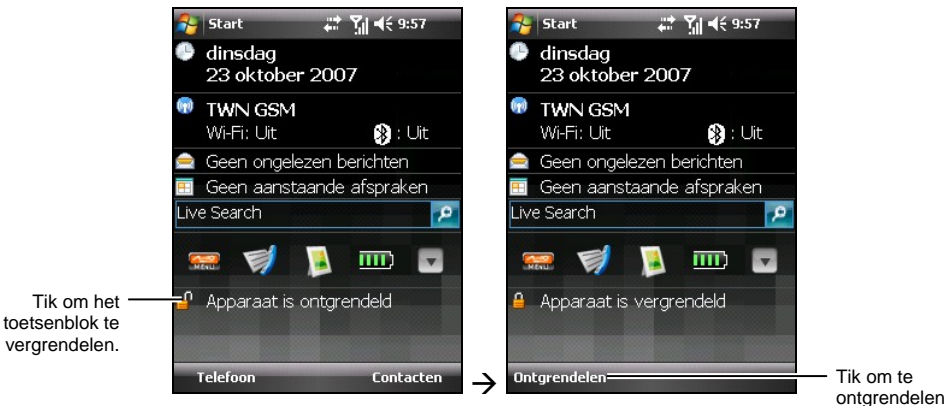 Start 9:57
dinsdag
23 oktober 2007
TWN GSM
Wi-Fi: Uit : Uit
Geen ongelezen berichten
Geen aanstaande afspraken
Live Search
MENU
Apparaat is ontgrendeld
Telefoon Contacten
Tik om het
toetsenblok te
vergrendelen.
→
Start 9:57
dinsdag
23 oktober 2007
TWN GSM
Wi-Fi: Uit : Uit
Geen ongelezen berichten
Geen aanstaande afspraken
Live Search
MENU
Apparaat is vergrendeld
Ontgrendelen
Tik om te
ontgrendelen